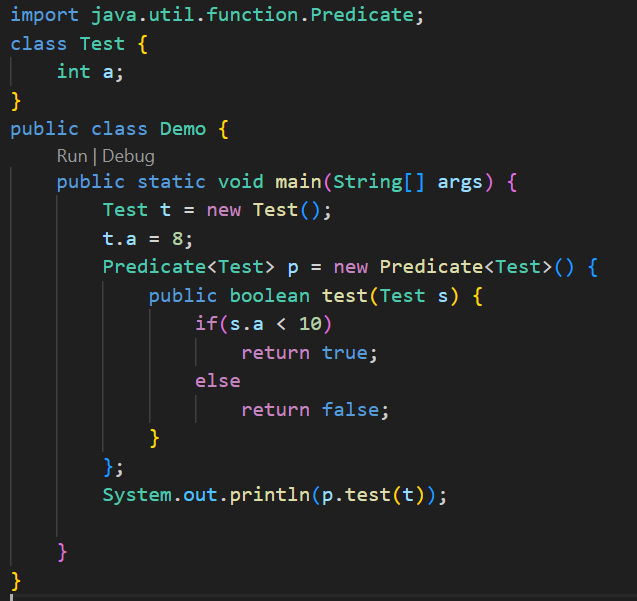 import java.util.function.Predicate;
class Test {
    int a;
}
public class Demo {
    Run | Debug
    public static void main(String[] args) {
        Test t = new Test();
        t.a = 8;
        Predicate<Test> p = new Predicate<Test>() {
            public boolean test(Test s) {
                if(s.a < 10)
                    return true;
                else
                    return false;
            }
        };
        System.out.println(p.test(t));
    }
}